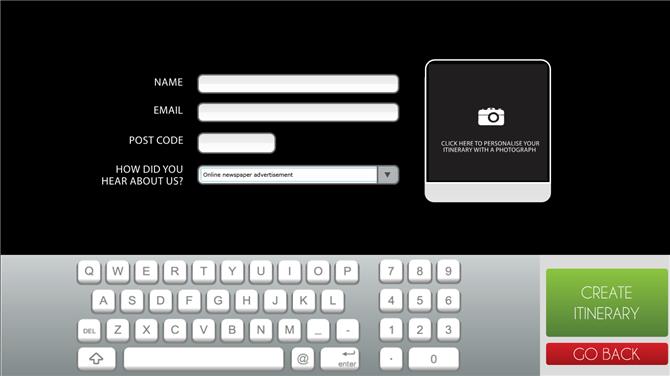 NAME
EMAIL
POST CODE
HOW DID YOU
HEAR ABOUT US?
Online newspaper advertisement
CLICK HERE TO PERSONALISE YOUR
ITINERARY WITH A PHOTOGRAPH
Q W E R T Y U I O P 7 8 9
A S D F G H J K L 4 5 6
DEL Z X C V B N M _ - 1 2 3
@ enter . 0
CREATE
ITINERARY
GO BACK